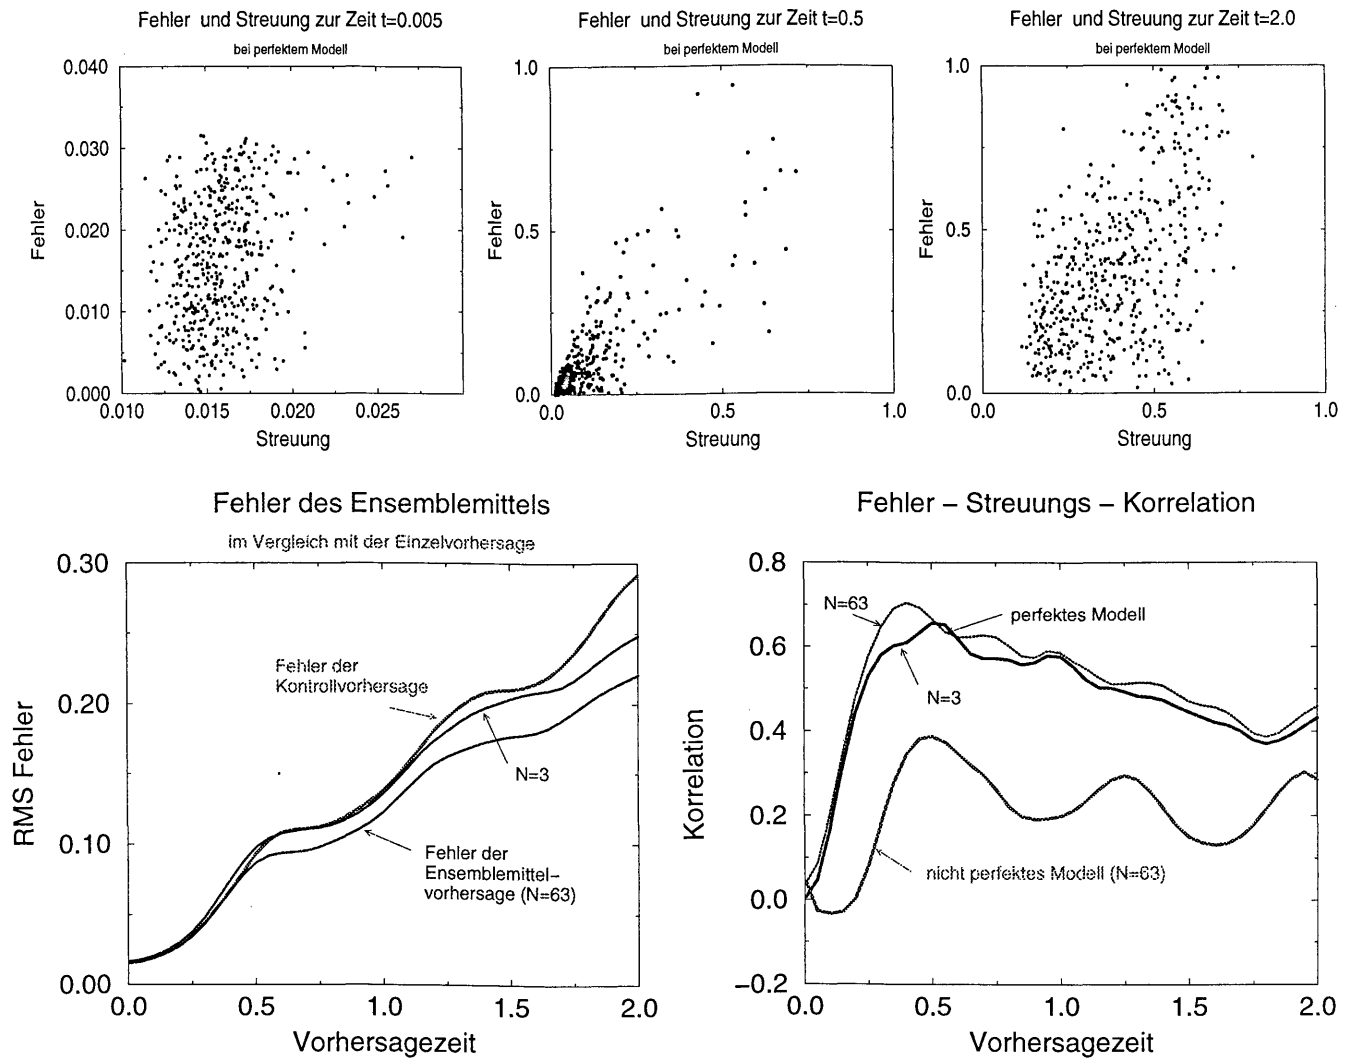 Fehler und Streuung zur Zeit t=0.005
bei perfektem Modell
0.040
0.030
0.020
0.010
0.000
Fehler
0.010 0.015 0.020 0.025
Streuung
Fehler und Streuung zur Zeit t=0.5
bei perfektem Modell
1.0
0.5
0.0
Fehler
0.0 0.5 1.0
Streuung
Fehler und Streuung zur Zeit t=2.0
bei perfektem Modell
1.0
0.5
0.0
Fehler
0.0 0.5 1.0
Streuung
Fehler des Ensemblemittels
im Vergleich mit der Einzelvorhersage
0.30
0.20
0.10
0.00
RMS Fehler
Fehler der
Kontrollvorhersage
N=3
Fehler der
Ensemblemittel–
vorhersage (N=63)
0.0 0.5 1.0 1.5 2.0
Vorhersagezeit
Fehler – Streuungs – Korrelation
0.8
0.6
0.4
0.2
0.0
−0.2
Korrelation
N=63
perfektes Modell
N=3
nicht perfektes Modell (N=63)
0.0 0.5 1.0 1.5 2.0
Vorhersagezeit